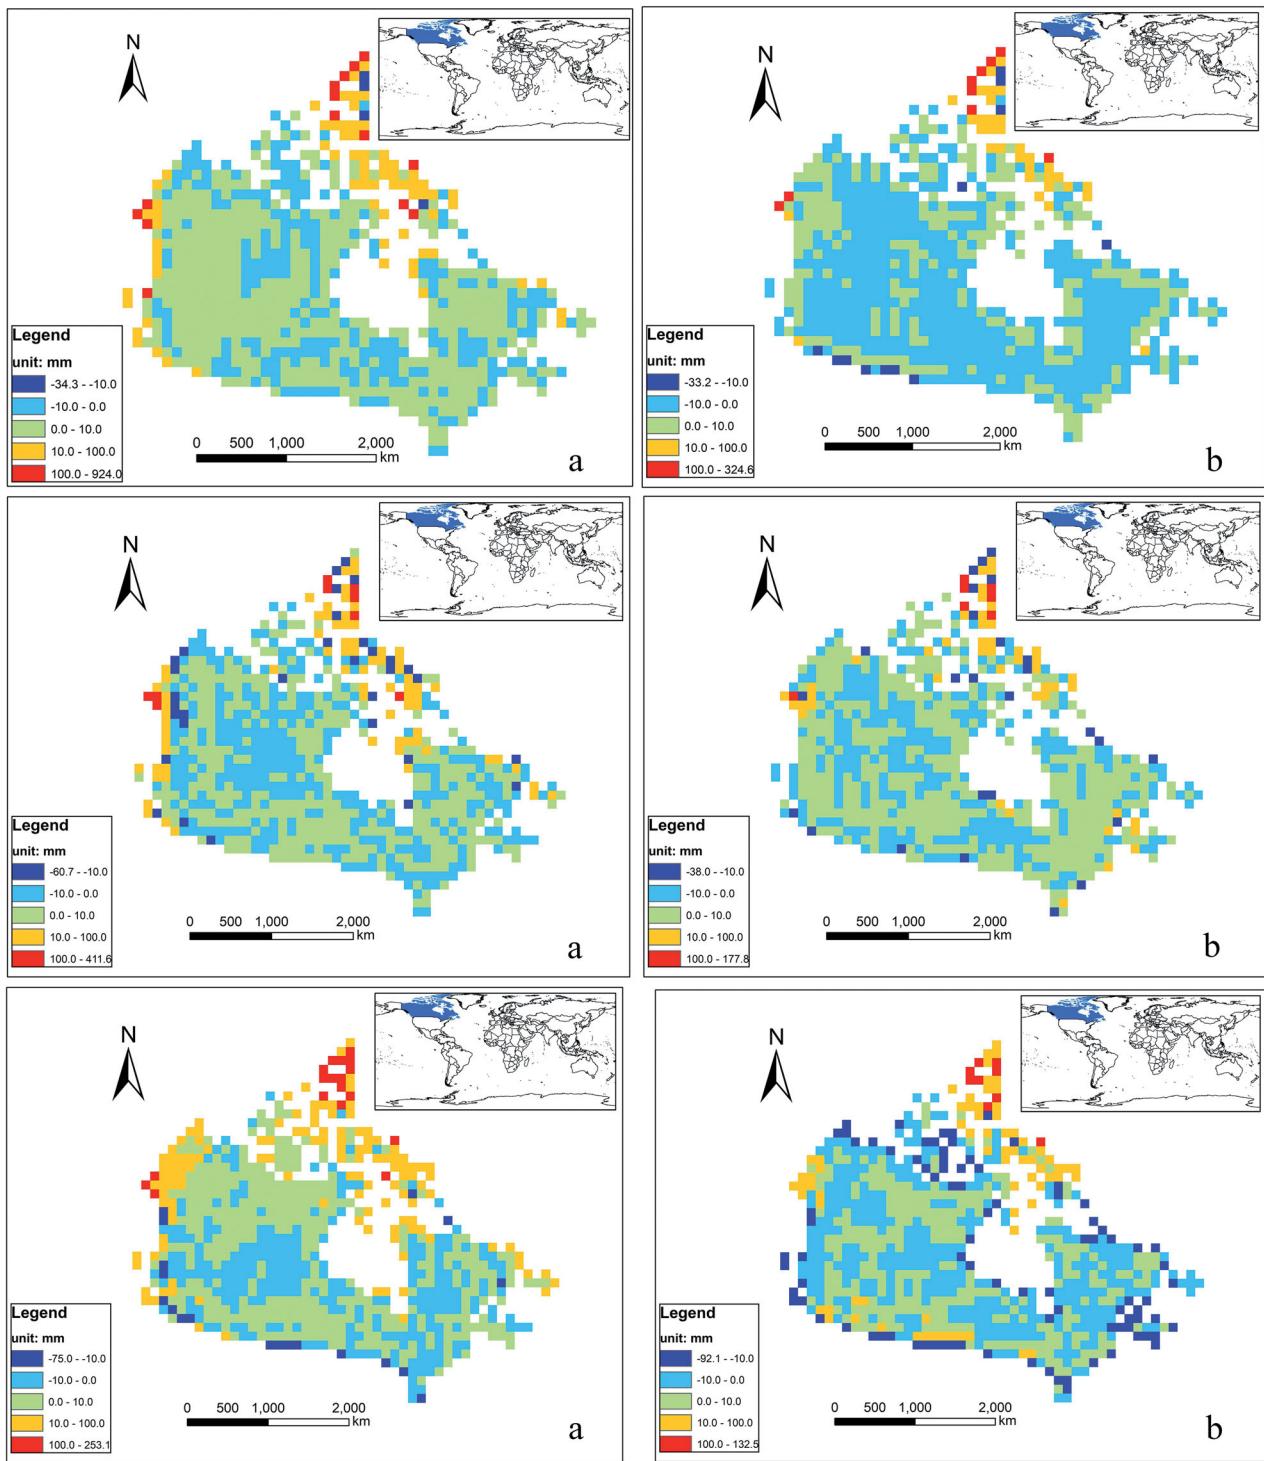 N
Legend
unit: mm
-34.3 - -10.0
-10.0 - 0.0
0.0 - 10.0
10.0 - 100.0
100.0 - 924.0
0 500 1,000 2,000
km
a
N
Legend
unit: mm
-33.2 - -10.0
-10.0 - 0.0
0.0 - 10.0
10.0 - 100.0
100.0 - 324.6
0 500 1,000 2,000
km
b
N
Legend
unit: mm
-60.7 - -10.0
-10.0 - 0.0
0.0 - 10.0
10.0 - 100.0
100.0 - 411.6
0 500 1,000 2,000
km
a
N
Legend
unit: mm
-38.0 - -10.0
-10.0 - 0.0
0.0 - 10.0
10.0 - 100.0
100.0 - 177.8
0 500 1,000 2,000
km
b
N
Legend
unit: mm
-75.0 - -10.0
-10.0 - 0.0
0.0 - 10.0
10.0 - 100.0
100.0 - 253.1
0 500 1,000 2,000
km
a
N
Legend
unit: mm
-92.1 - -10.0
-10.0 - 0.0
0.0 - 10.0
10.0 - 100.0
100.0 - 132.5
0 500 1,000 2,000
km
b